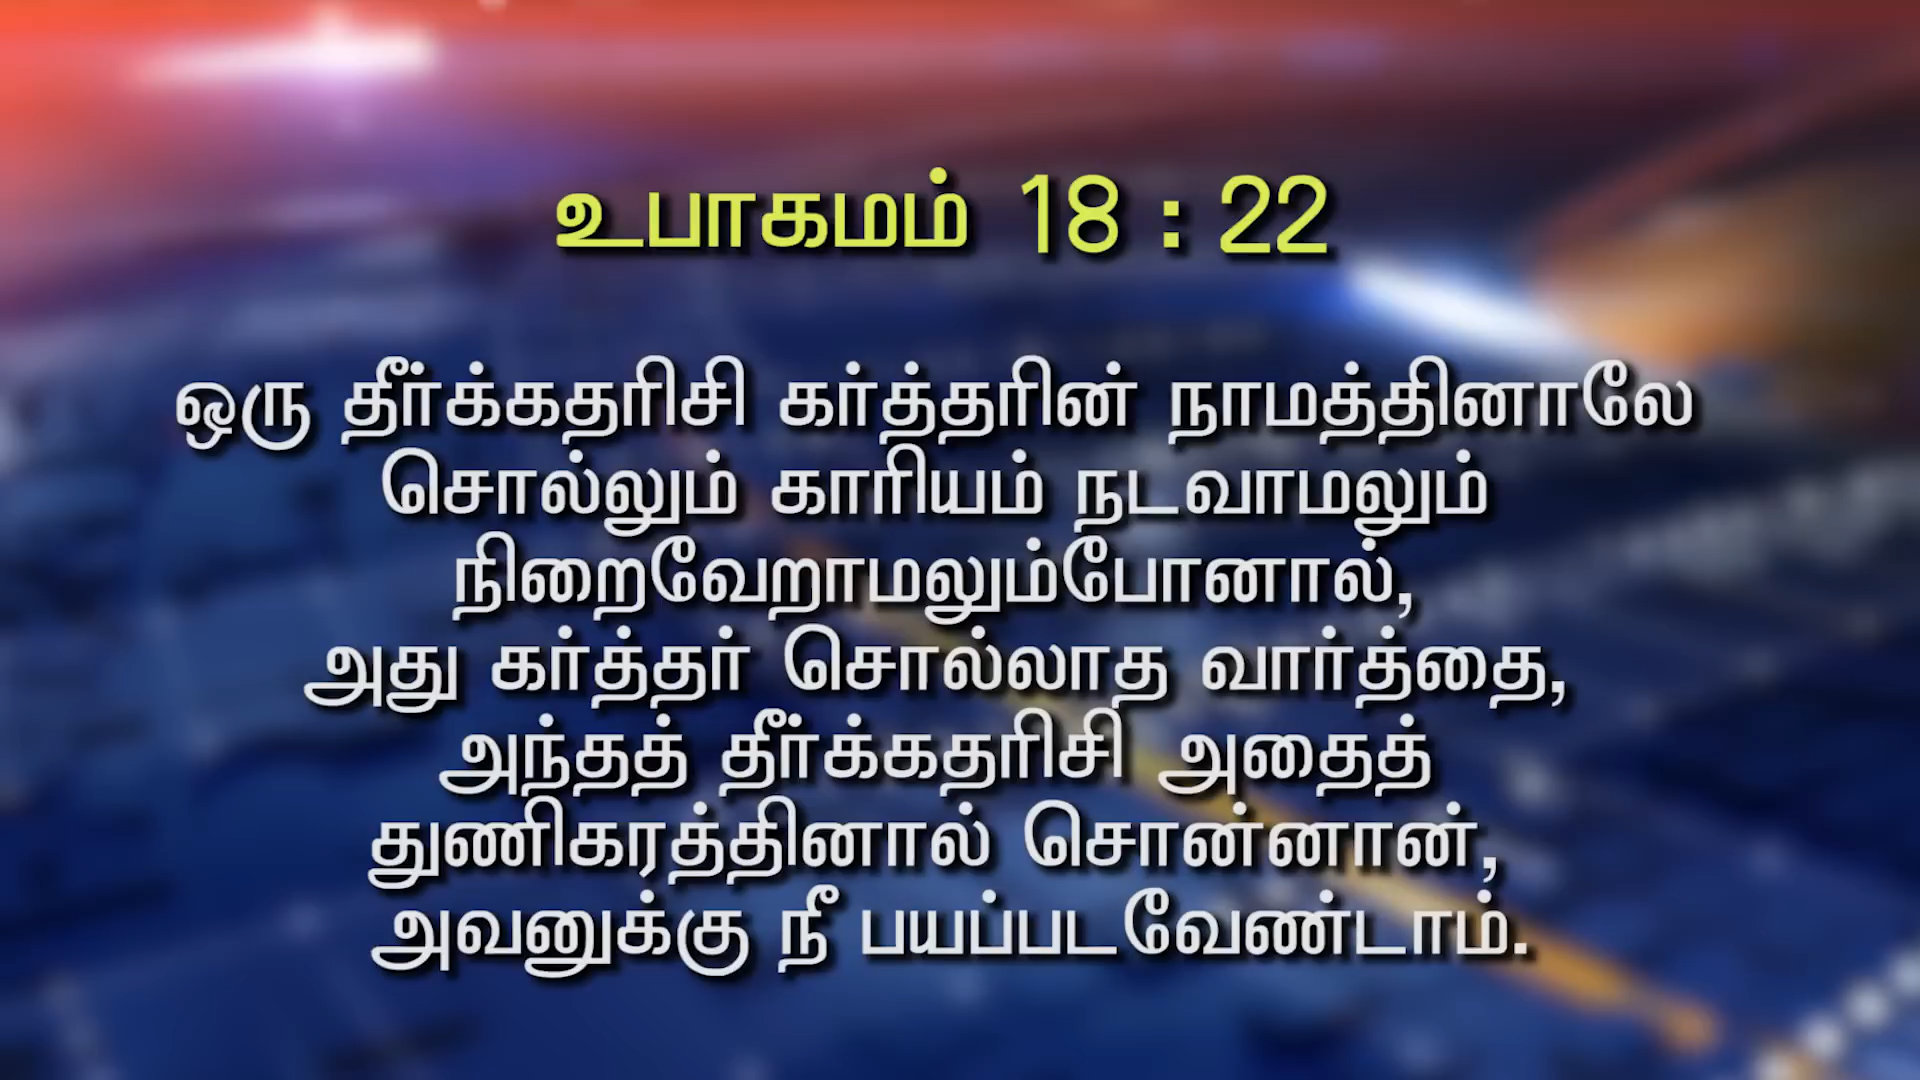 உபாகமம் 18 : 22
ஒரு தீர்க்கதரிசி கர்த்தரின் நாமத்தினாலே
சொல்லும் காரியம் நடவாமலும்
நிறைவேறாமலும்போனால்,
அது கர்த்தர் சொல்லாத வார்த்தை,
அந்தத் தீர்க்கதரிசி அதைத்
துணிகரத்தினால் சொன்னான்,
அவனுக்கு நீ பயப்படவேண்டாம்.